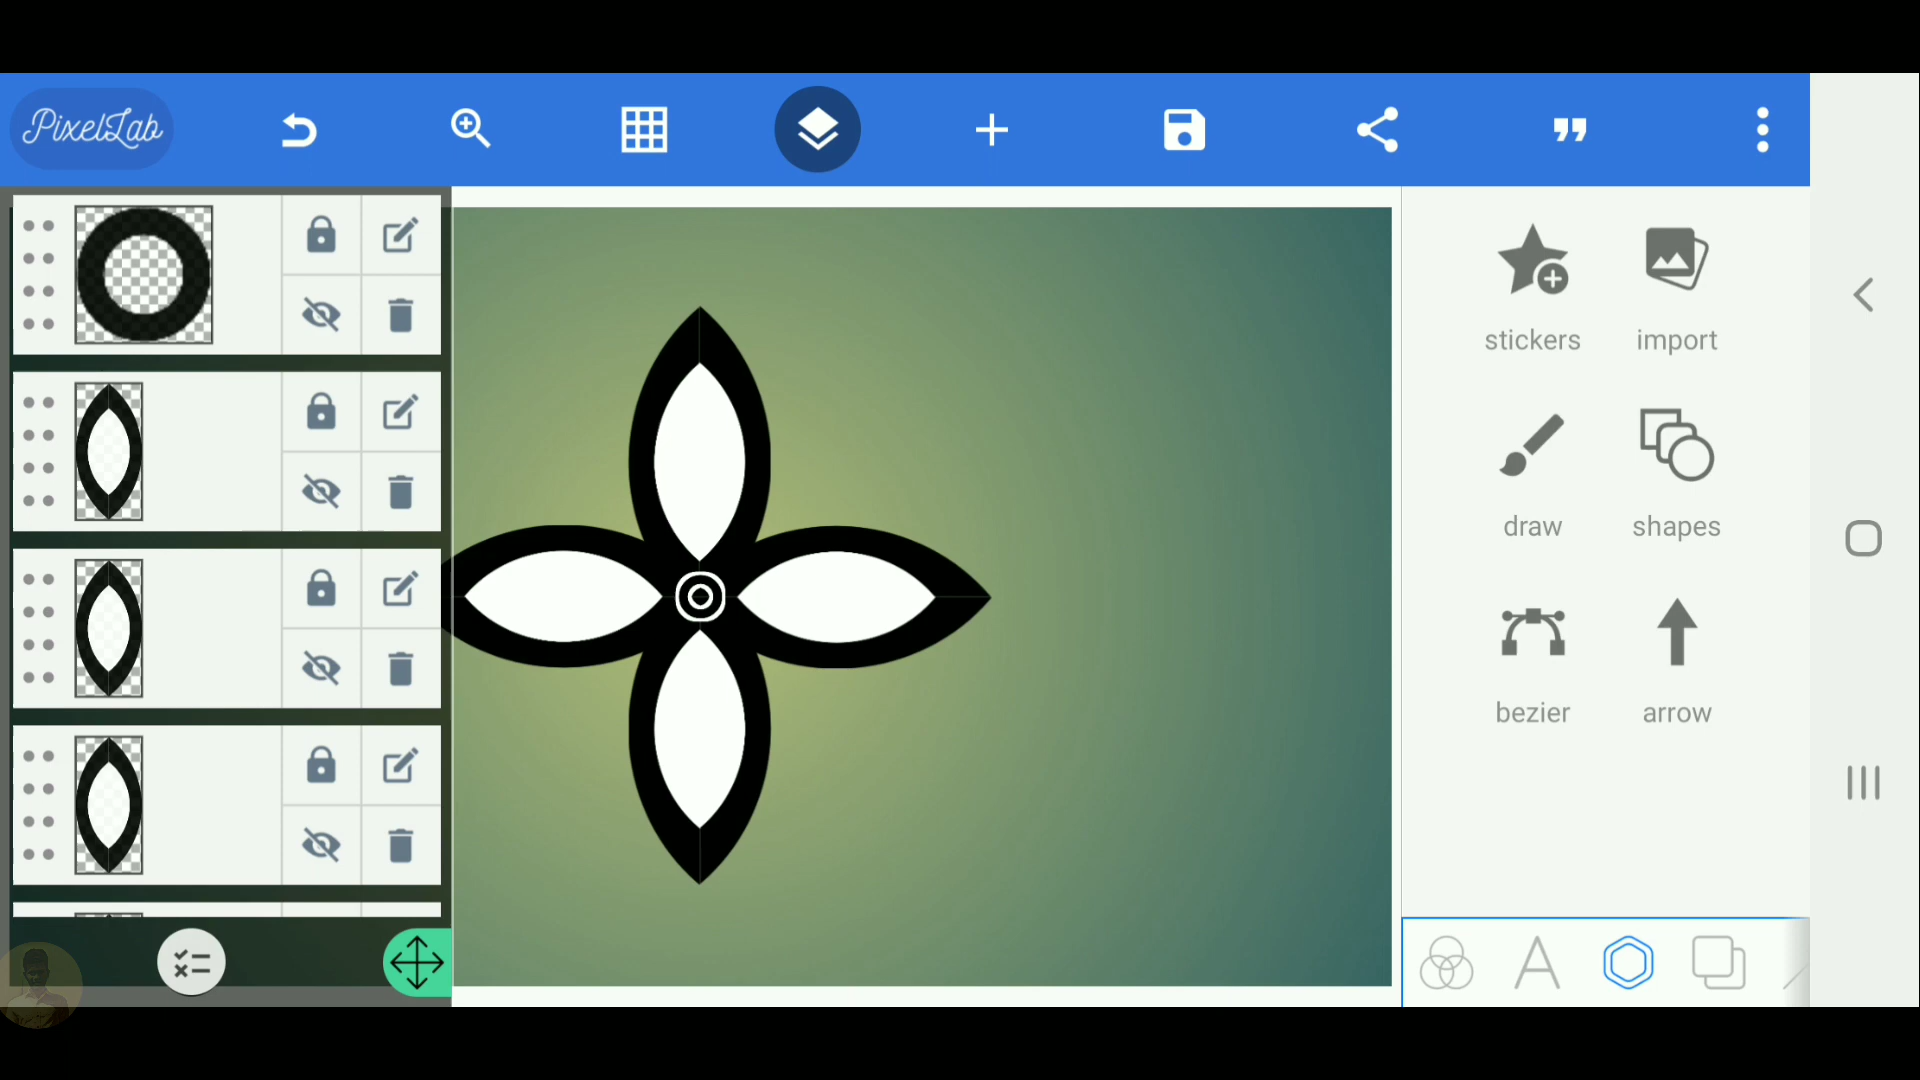 PixelLab
stickers
import
draw
shapes
bezier
arrow